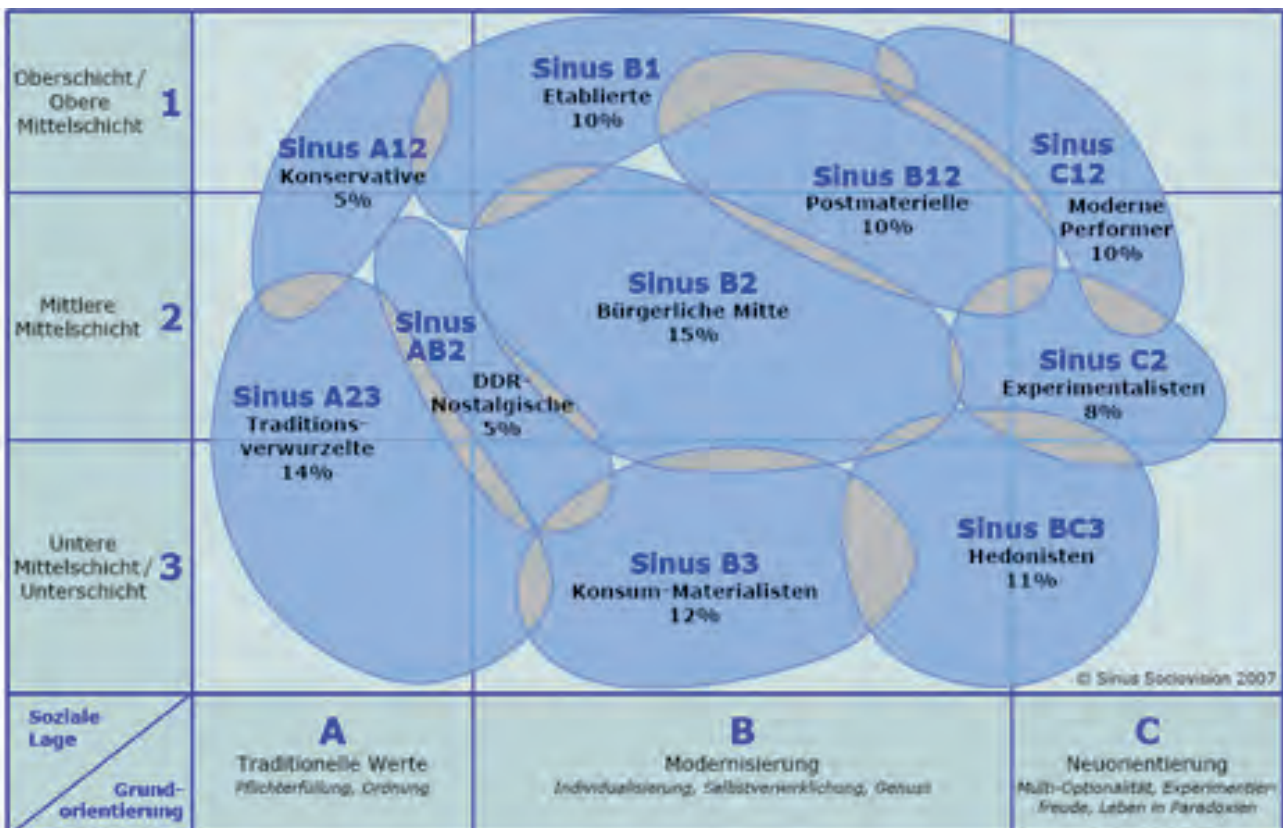 Oberschicht /
Obere
Mittelschicht
1
Mittlere
Mittelschicht
2
Untere
Mittelschicht /
Unterschicht
3
Sinus B1
Etablierte
10%
Sinus A12
Konservative
5%
Sinus B12
Postmaterielle
10%
Sinus
C12
Moderne
Performer
10%
Sinus B2
Bürgerliche Mitte
15%
Sinus
AB2
DDR-
Nostalgische
5%
Sinus A23
Traditions-
verwurzelte
14%
Sinus C2
Experimentalisten
8%
Sinus B3
Konsum-Materialisten
12%
Sinus BC3
Hedonisten
11%
© Sinus Sociovision 2007
Soziale
Lage
Grund-
orientierung
A
Traditionelle Werte
Pflichterfüllung, Ordnung
B
Modernisierung
Individualisierung, Selbstverwirklichung, Genuss
C
Neuorientierung
Multi-Optionalität, Experimentier-
freude, Leben in Paradoxien